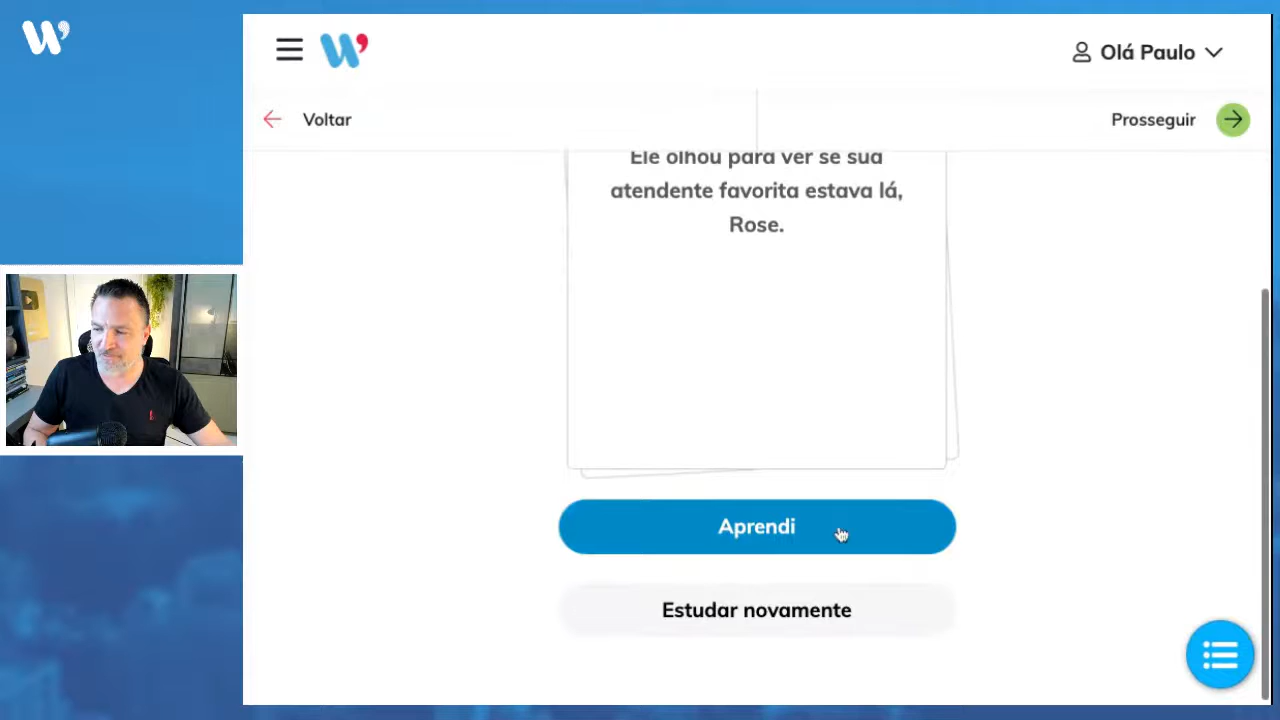 Olá Paulo
Voltar
Prosseguir
Ele olhou para ver se sua
atendente favorita estava lá,
Rose.
Aprendi
Estudar novamente